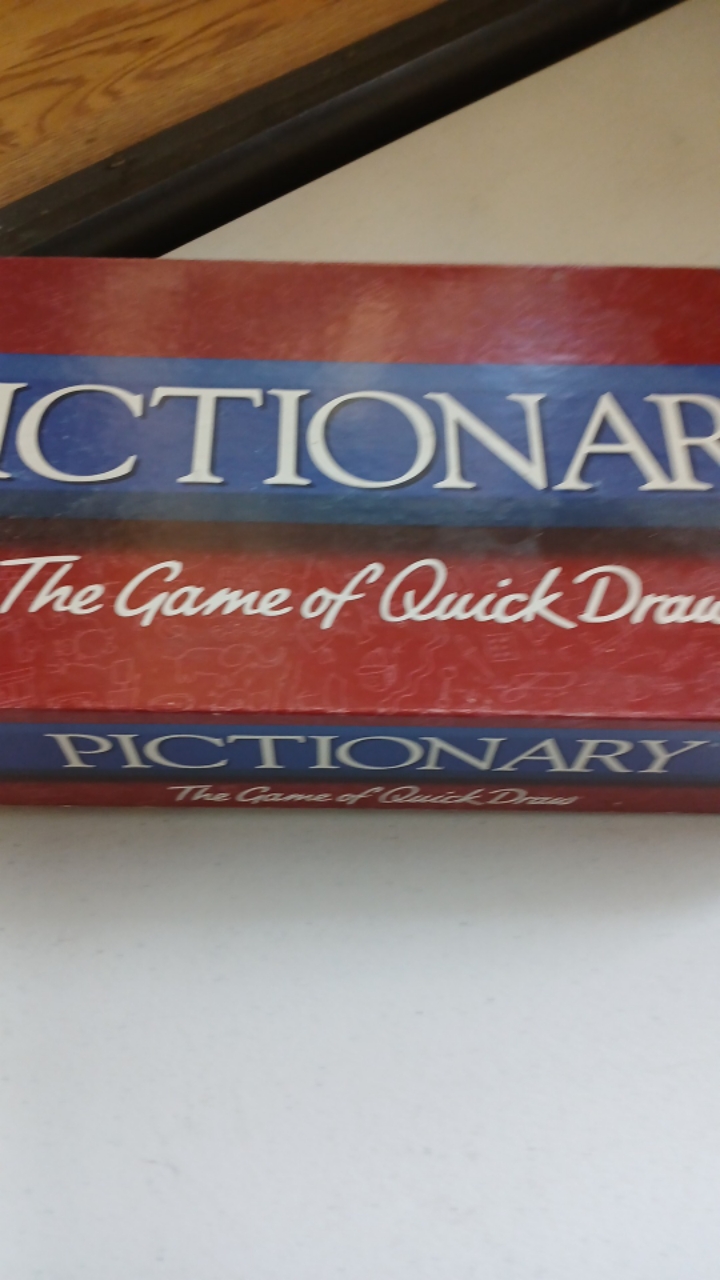 ICTIONAR
The Game of Quick Draw
PICTIONARY
The Game of Quick Draw